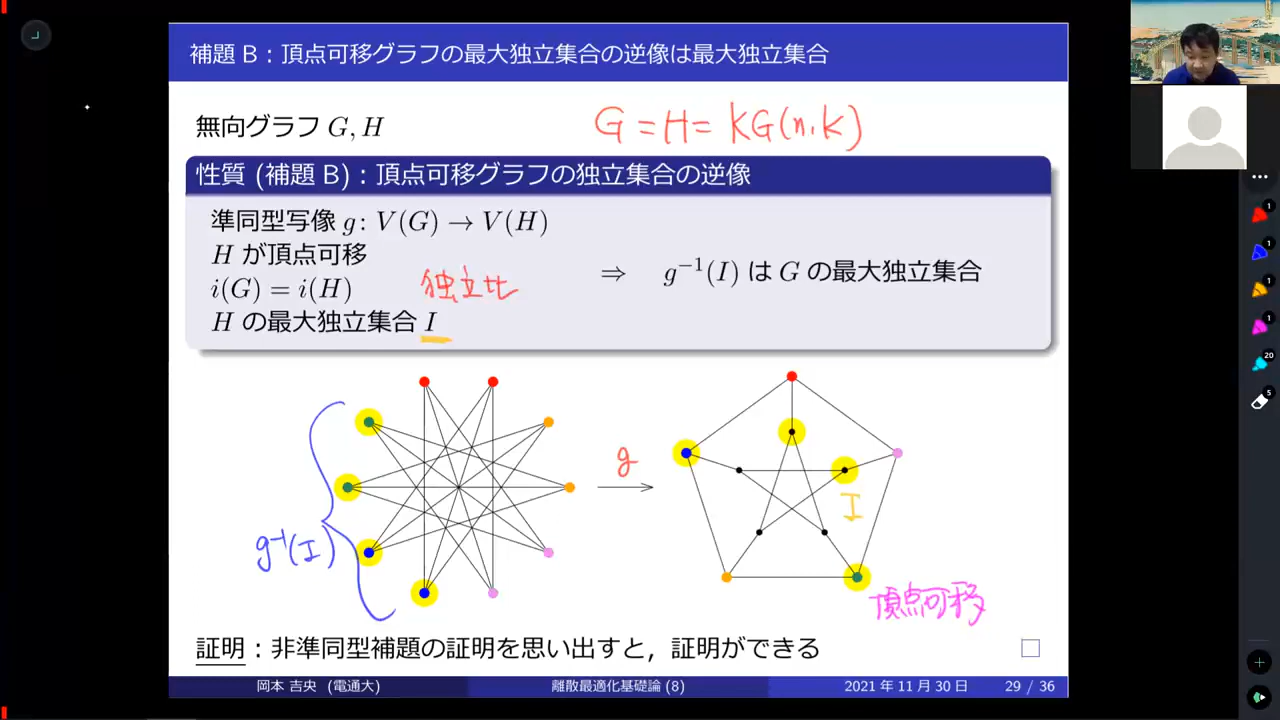 補題 B：頂点可移グラフの最大独立集合の逆像は最大独立集合
無向グラフ G, H
G = H = KG(n,k)
性質 (補題 B)：頂点可移グラフの独立集合の逆像
準同型写像 g: V(G) → V(H)
H が頂点可移
i(G) = i(H)
独立比
H の最大独立集合 I
⇒ g⁻¹(I) は G の最大独立集合
g
I
g⁻¹(I)
頂点可移
証明：非準同型補題の証明を思い出すと，証明ができる
岡本 吉央 (電通大)
離散最適化基礎論 (8)
2021 年 11 月 30 日
29 / 36
1
1
1
1
20
5